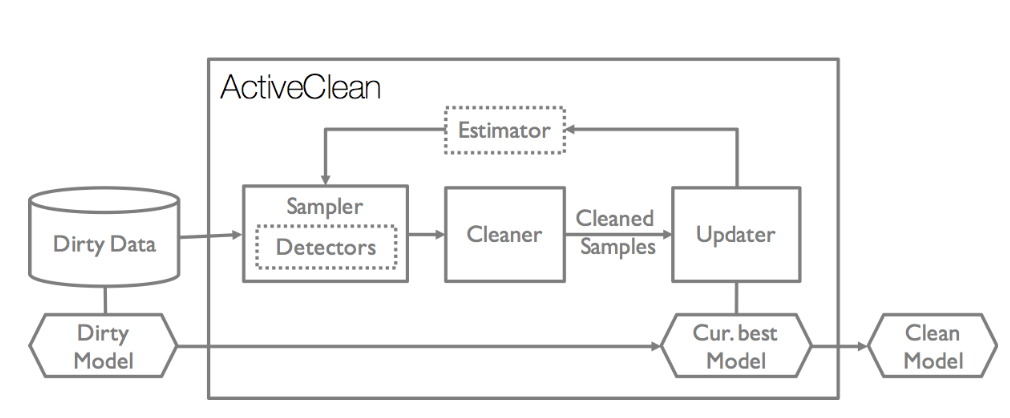 ActiveClean
Estimator
Sampler
Detectors
Cleaner
Cleaned
Samples
Updater
Dirty Data
Dirty
Model
Cur. best
Model
Clean
Model